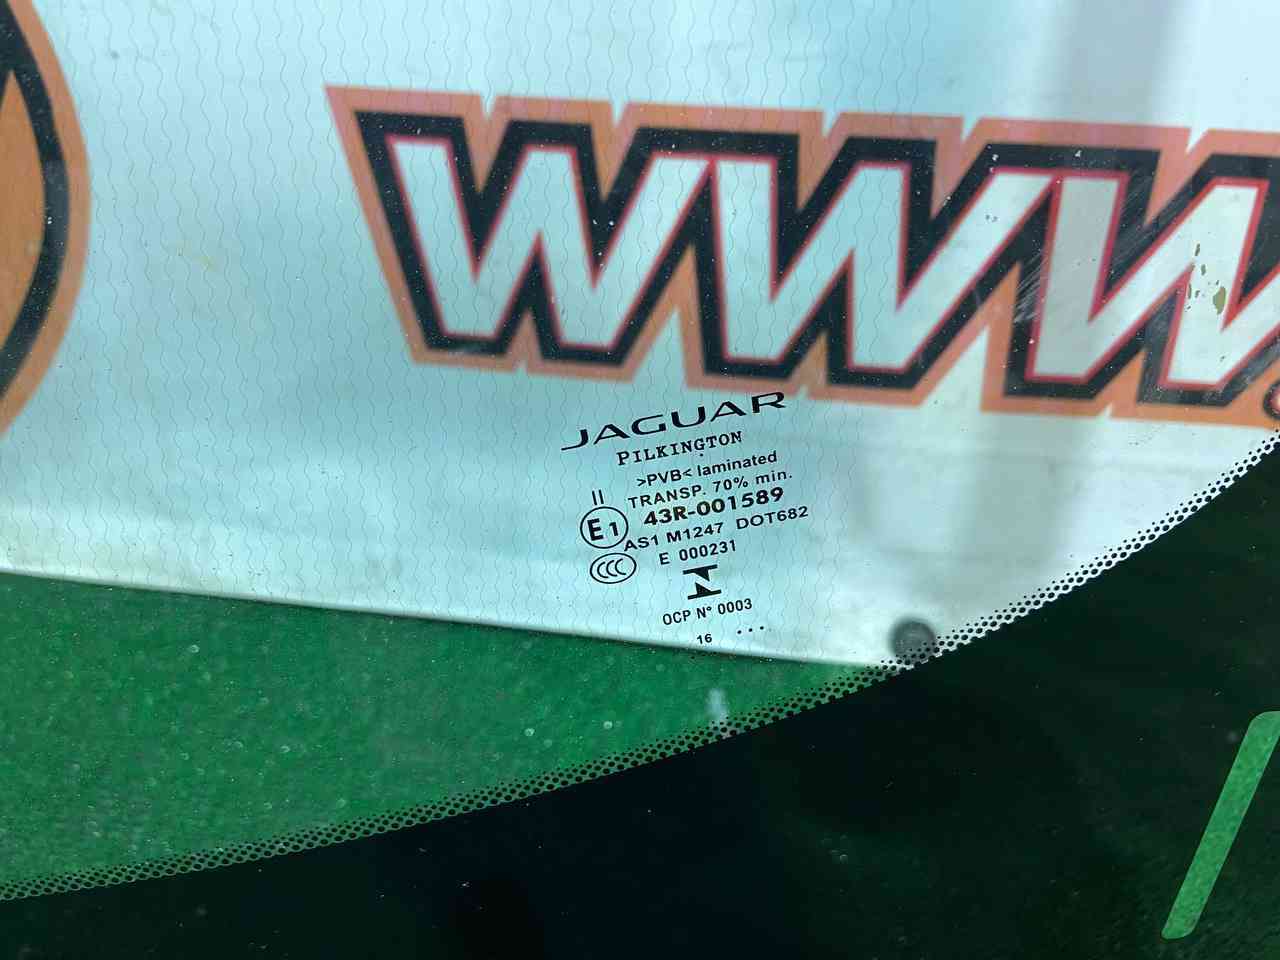 WWW.
JAGUAR
PILKINGTON
>PVB< laminated
II TRANSP. 70% min.
E1 43R-001589
AS1 M1247 DOT682
CCC E 000231
OCP N° 0003
16 ...